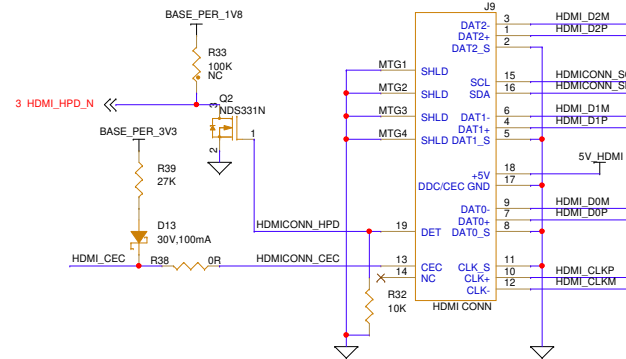 J9
BASE_PER_1V8
R33
100K
NC
3 HDMI_HPD_N
Q2
NDS331N
1
2
BASE_PER_3V3
R39
27K
D13
30V,100mA
HDMI_CEC
R38
0R
HDMICONN_HPD
HDMICONN_CEC
MTG1
SHLD
MTG2
SHLD
MTG3
SHLD
MTG4
SHLD
19
DET
13
CEC
14
NC
R32
10K
DAT2-
3
HDMI_D2M
DAT2+
1
HDMI_D2P
DAT2_S
2
SCL
15
SDA
16
DAT1-
6
HDMI_D1M
DAT1+
4
HDMI_D1P
DAT1_S
5
+5V
18
5V_HDMI
DDC/CEC GND
17
DAT0-
9
HDMI_D0M
DAT0+
7
HDMI_D0P
DAT0_S
8
CLK_S
11
CLK+
10
HDMI_CLKP
CLK-
12
HDMI_CLKM
HDMI CONN